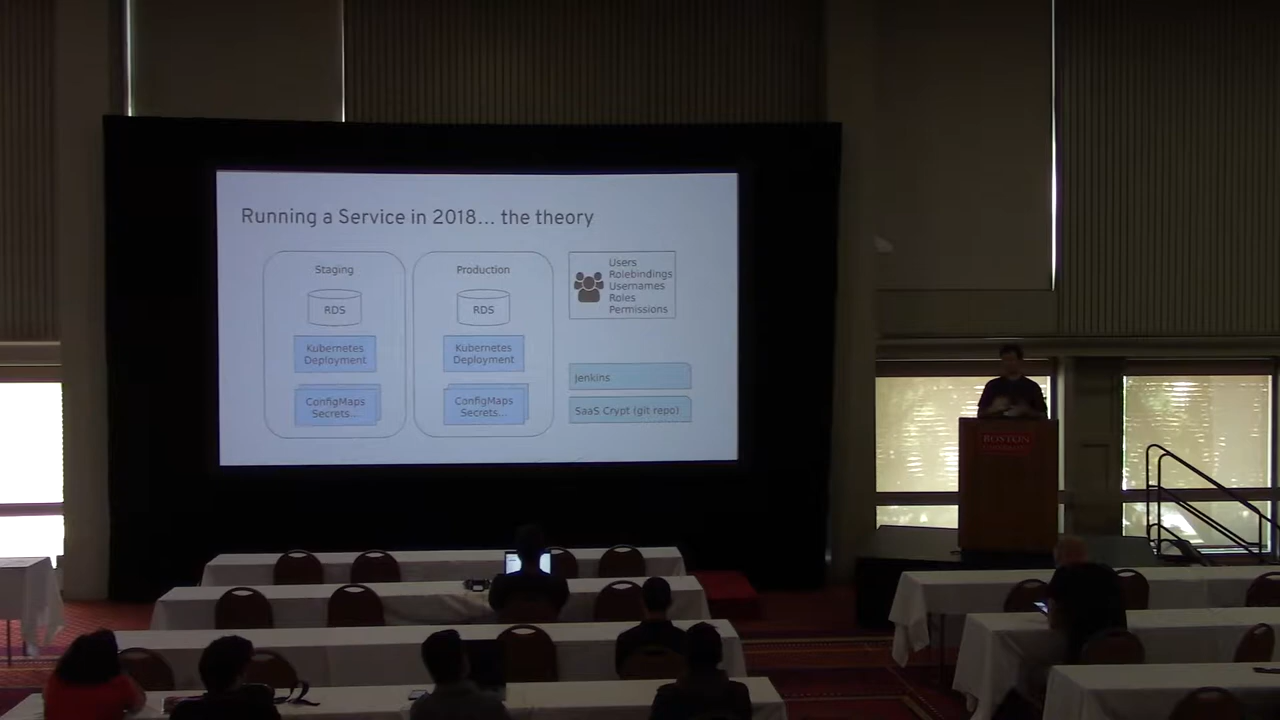 Running a Service in 2018... the theory
Staging
RDS
Kubernetes
Deployment
ConfigMaps
Secrets...
Production
RDS
Kubernetes
Deployment
ConfigMaps
Secrets...
Users
Rolebindings
Usernames
Roles
Permissions
Jenkins
SaaS Crypt (git repo)
BOSTON